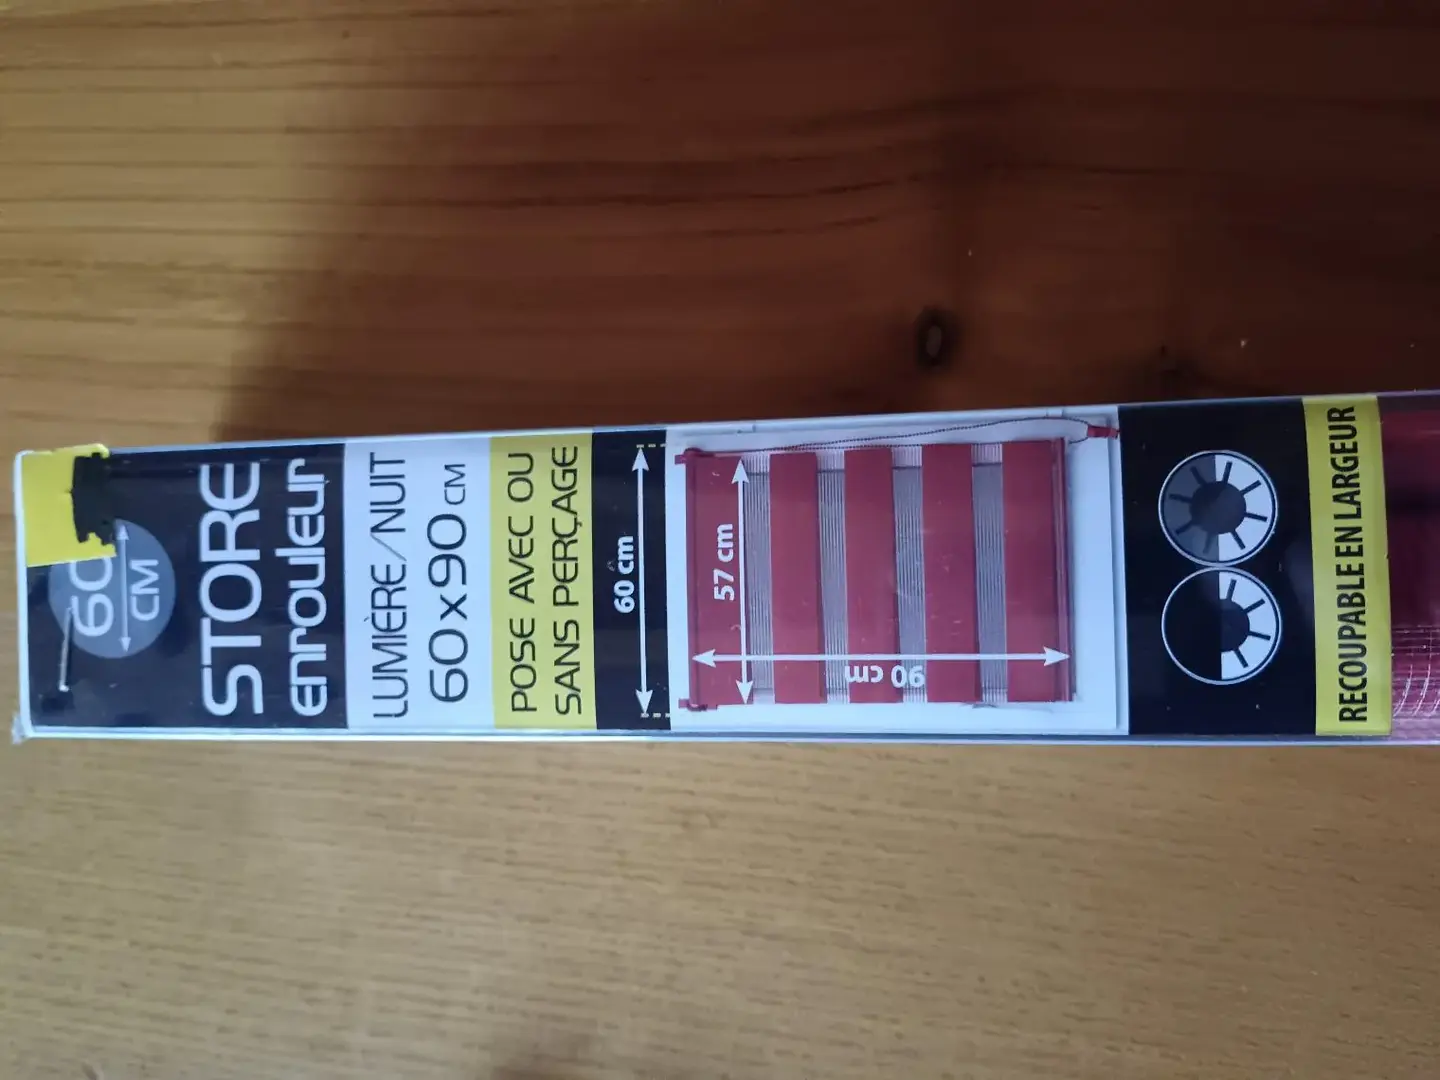 60
CM
STORE
enrouleur
LUMIÈRE/NUIT
60x90 CM
POSE AVEC OU
SANS PERÇAGE
60 cm
57 cm
90 cm
RECOUPABLE EN LARGEUR